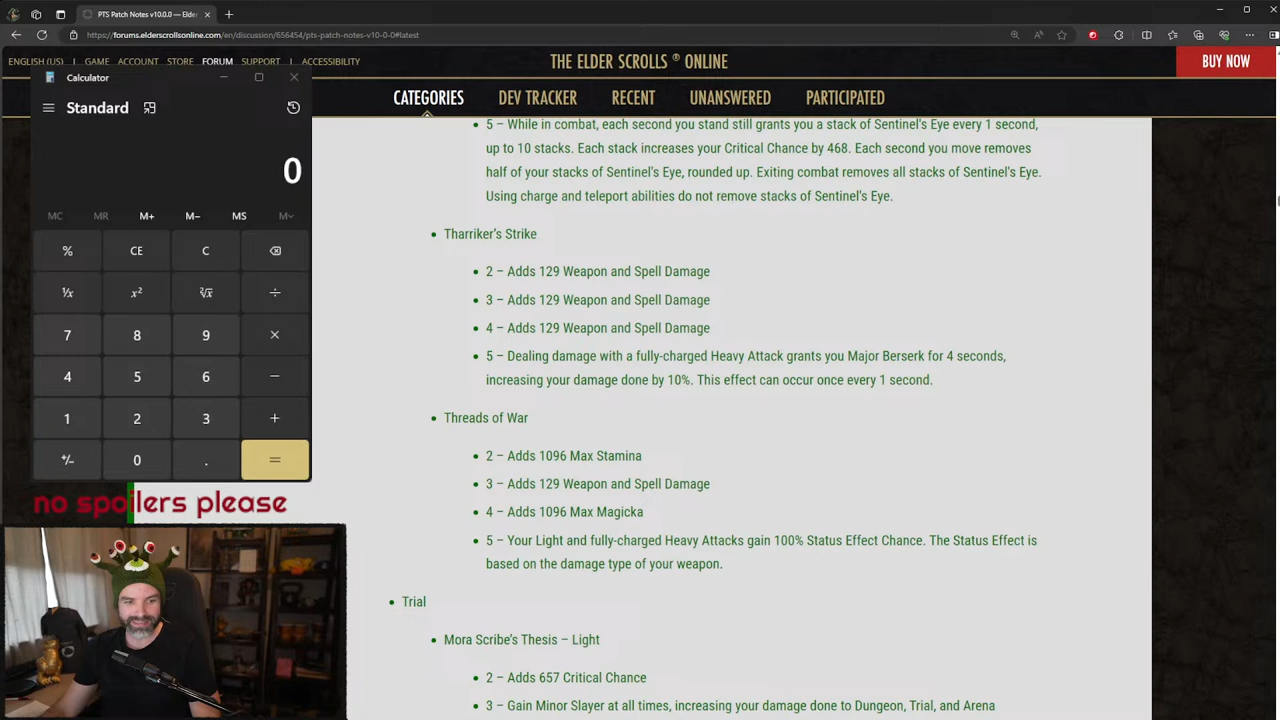 PTS Patch Notes v10.0.0 — Elder
https://forums.elderscrollsonline.com/en/discussion/656454/pts-patch-notes-v10-0-0#latest
ENGLISH (US) | GAME ACCOUNT STORE FORUM SUPPORT | ACCESSIBILITY
THE ELDER SCROLLS ® ONLINE
BUY NOW
CATEGORIES DEV TRACKER RECENT UNANSWERED PARTICIPATED
Calculator
Standard
0
MC MR M+ M− MS M˅
% CE C
¹/x x² ²√x ÷
7 8 9 ×
4 5 6 −
1 2 3 +
+/− 0 . =
no spoilers please
• 5 – While in combat, each second you stand still grants you a stack of Sentinel's Eye every 1 second,
up to 10 stacks. Each stack increases your Critical Chance by 468. Each second you move removes
half of your stacks of Sentinel's Eye, rounded up. Exiting combat removes all stacks of Sentinel's Eye.
Using charge and teleport abilities do not remove stacks of Sentinel's Eye.
• Tharriker's Strike
• 2 – Adds 129 Weapon and Spell Damage
• 3 – Adds 129 Weapon and Spell Damage
• 4 – Adds 129 Weapon and Spell Damage
• 5 – Dealing damage with a fully-charged Heavy Attack grants you Major Berserk for 4 seconds,
increasing your damage done by 10%. This effect can occur once every 1 second.
• Threads of War
• 2 – Adds 1096 Max Stamina
• 3 – Adds 129 Weapon and Spell Damage
• 4 – Adds 1096 Max Magicka
• 5 – Your Light and fully-charged Heavy Attacks gain 100% Status Effect Chance. The Status Effect is
based on the damage type of your weapon.
• Trial
• Mora Scribe's Thesis – Light
• 2 – Adds 657 Critical Chance
• 3 – Gain Minor Slayer at all times, increasing your damage done to Dungeon, Trial, and Arena